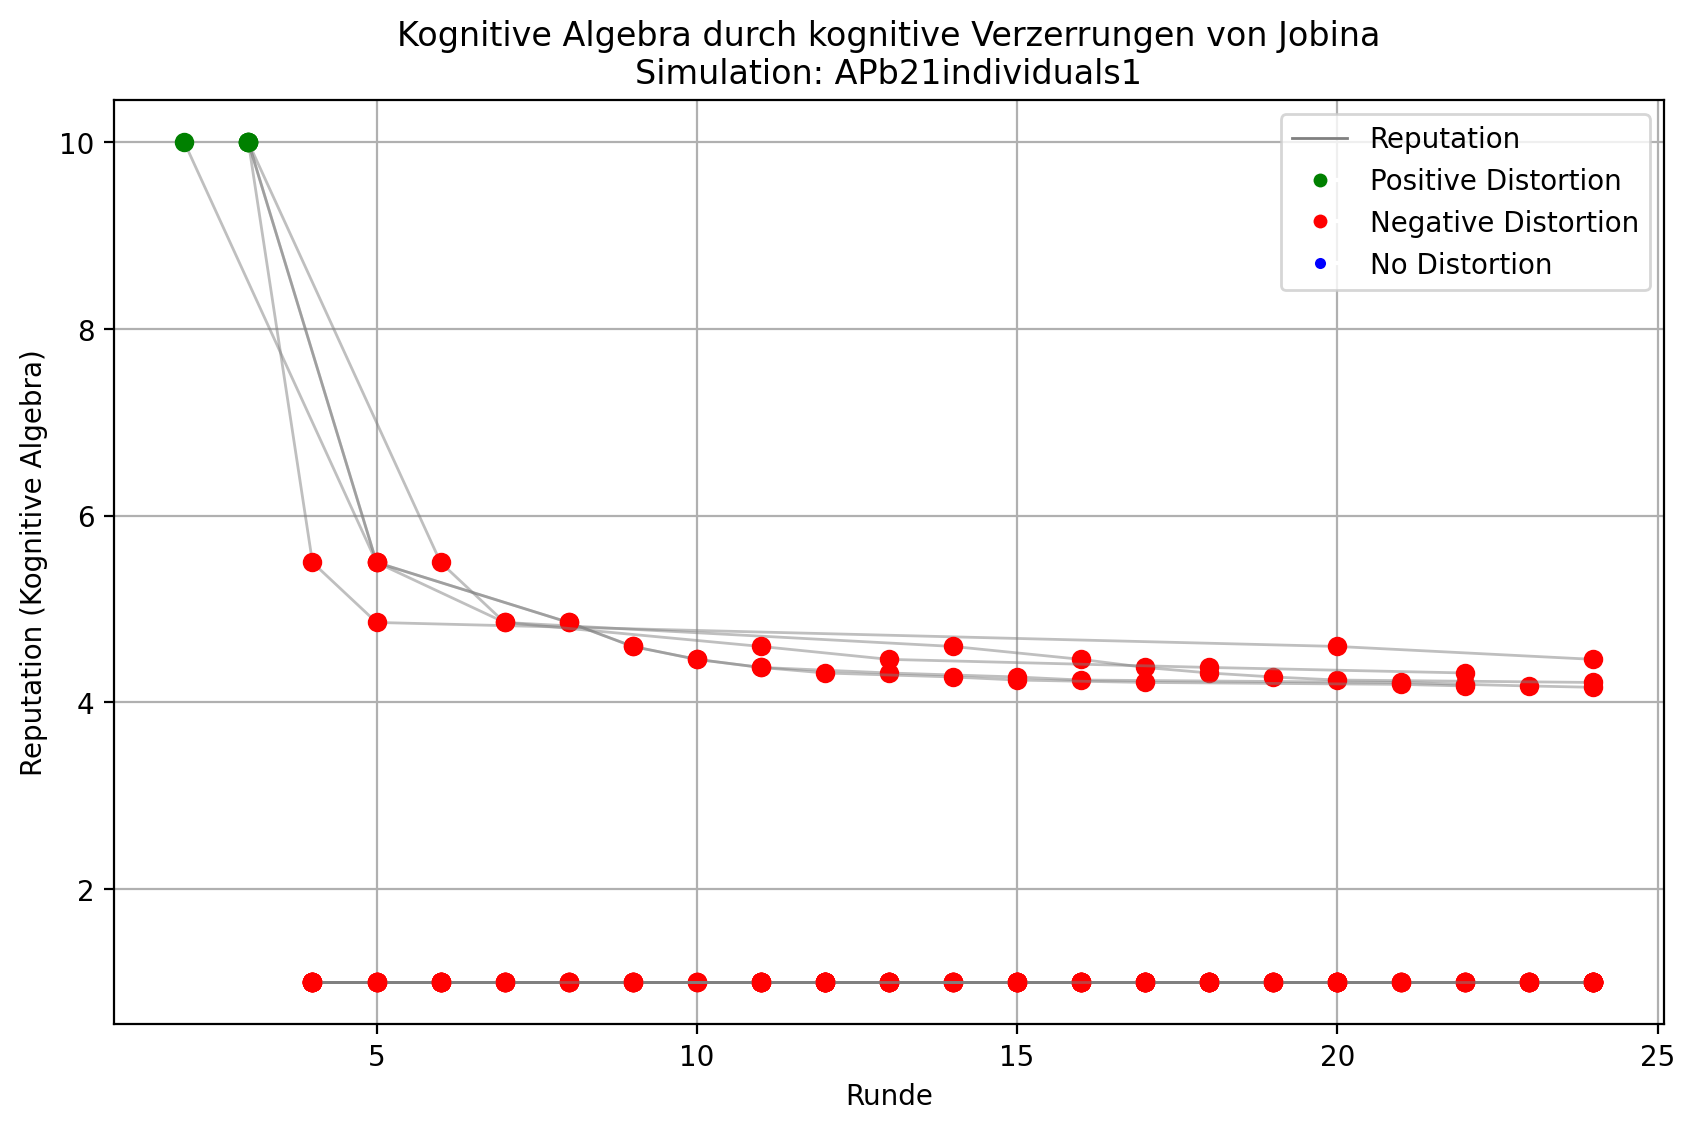 Kognitive Algebra durch kognitive Verzerrungen von Jobina
Simulation: APb21individuals1
Reputation
Positive Distortion
Negative Distortion
No Distortion
Reputation (Kognitive Algebra)
10
8
6
4
2
5
10
15
20
25
Runde